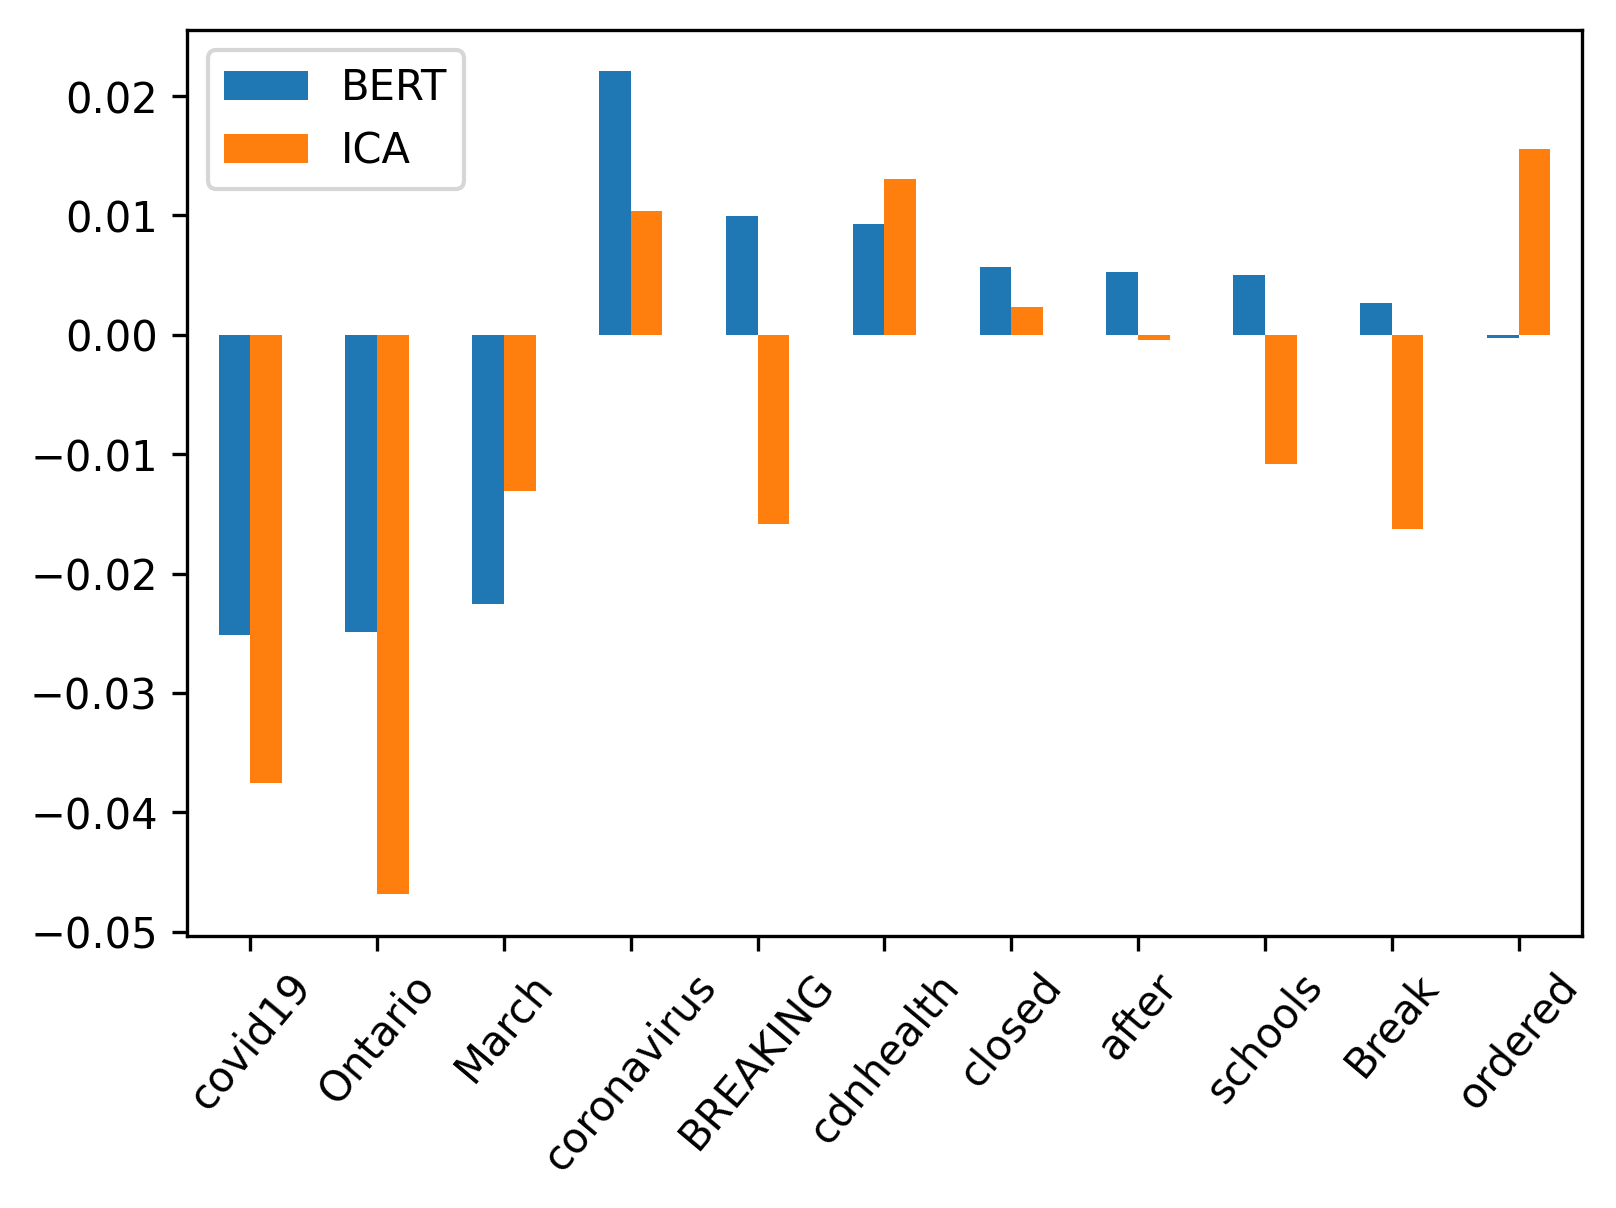 BERT
ICA
0.02
0.01
0.00
−0.01
−0.02
−0.03
−0.04
−0.05
covid19
Ontario
March
coronavirus
BREAKING
cdnhealth
closed
after
schools
Break
ordered